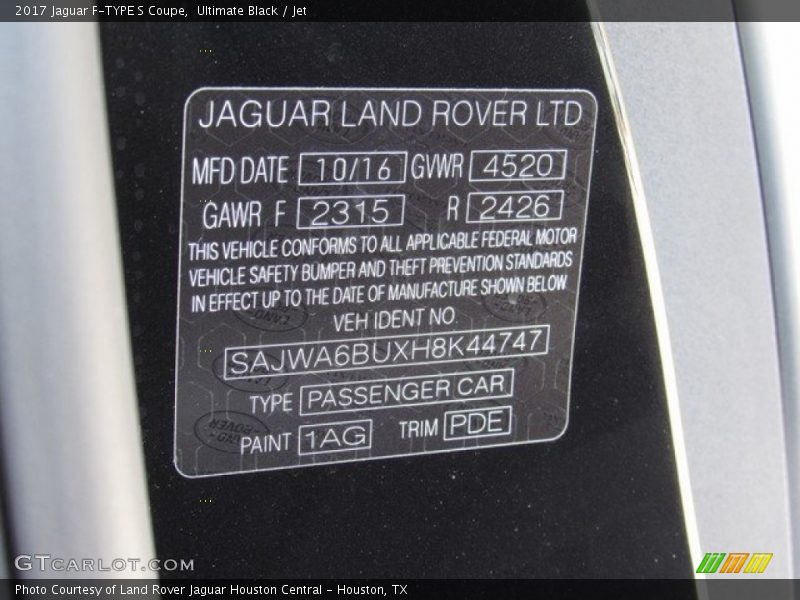 2017 Jaguar F-TYPE S Coupe, Ultimate Black / Jet
JAGUAR LAND ROVER LTD
MFD DATE 10/16 GVWR 4520
GAWR F 2315 R 2426
THIS VEHICLE CONFORMS TO ALL APPLICABLE FEDERAL MOTOR
VEHICLE SAFETY BUMPER AND THEFT PREVENTION STANDARDS
IN EFFECT UP TO THE DATE OF MANUFACTURE SHOWN BELOW
VEH IDENT NO.
SAJWA6BUXH8K44747
TYPE PASSENGER CAR
PAINT 1AG TRIM PDE
LAND-
ROVER
GTCARLOT.COM
Photo Courtesy of Land Rover Jaguar Houston Central - Houston, TX